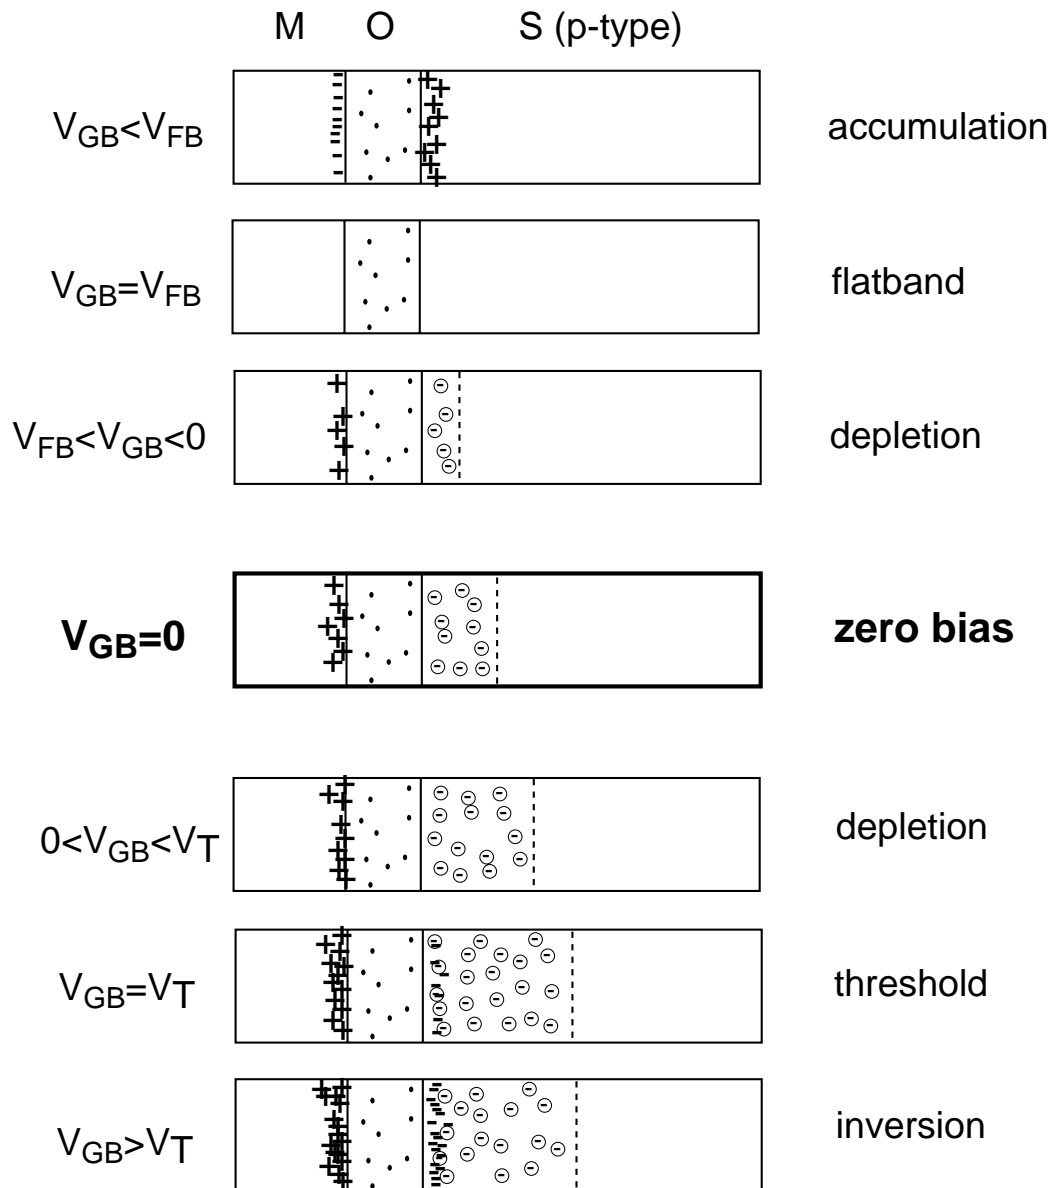 M O S (p-type)
VGB<VFB accumulation
VGB=VFB flatband
VFB<VGB<0 depletion
VGB=0 zero bias
0<VGB<VT depletion
VGB=VT threshold
VGB>VT inversion